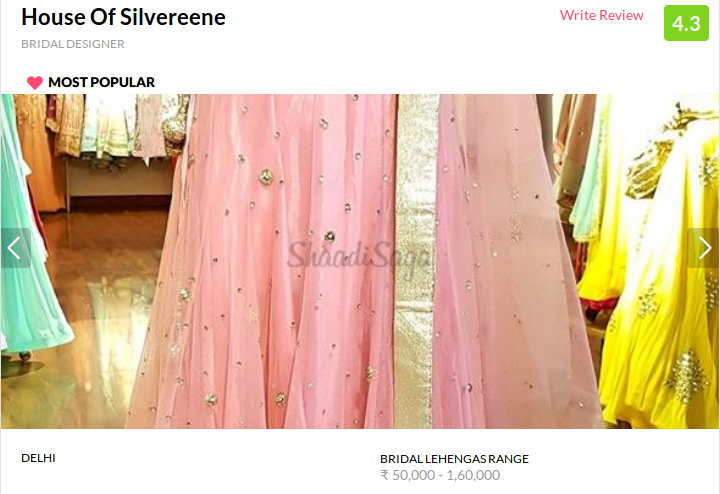 House Of Silvereene
Write Review
4.3
BRIDAL DESIGNER
MOST POPULAR
ShaadiSaga
DELHI
BRIDAL LEHENGAS RANGE
₹ 50,000 - 1,60,000